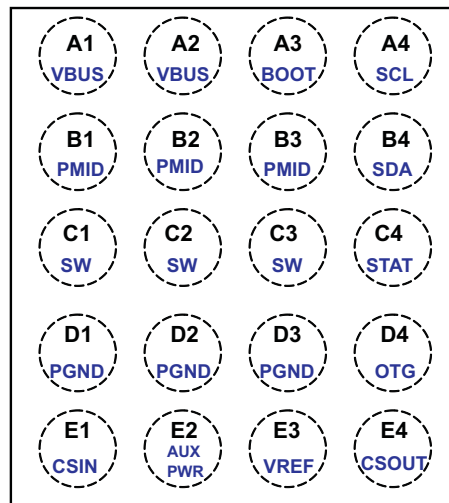 A1 A2 A3 A4
VBUS VBUS BOOT SCL
B1 B2 B3 B4
PMID PMID PMID SDA
C1 C2 C3 C4
SW SW SW STAT
D1 D2 D3 D4
PGND PGND PGND OTG
E1 E2 E3 E4
CSIN AUX PWR VREF CSOUT